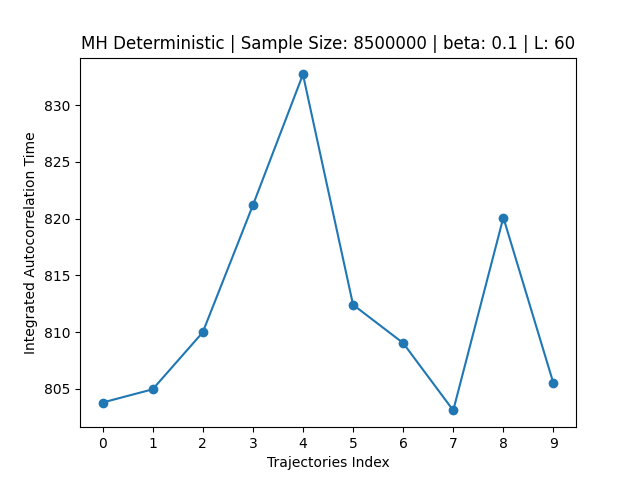 MH Deterministic | Sample Size: 8500000 | beta: 0.1 | L: 60
Integrated Autocorrelation Time
830
825
820
815
810
805
0 1 2 3 4 5 6 7 8 9
Trajectories Index